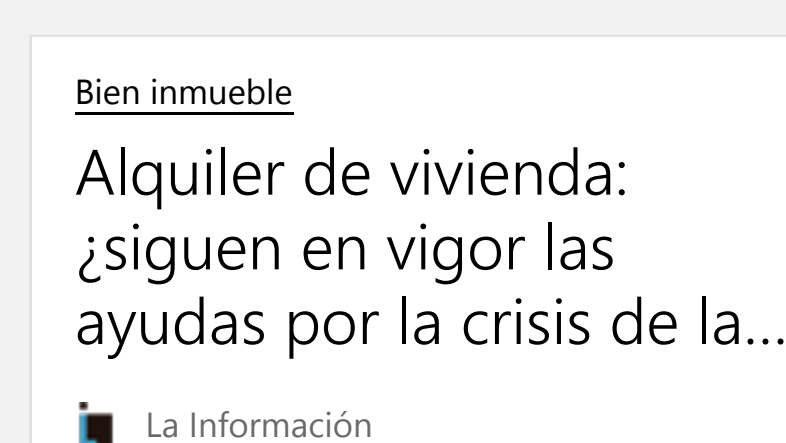 Bien inmueble
Alquiler de vivienda:
¿siguen en vigor las
ayudas por la crisis de la...
La Información